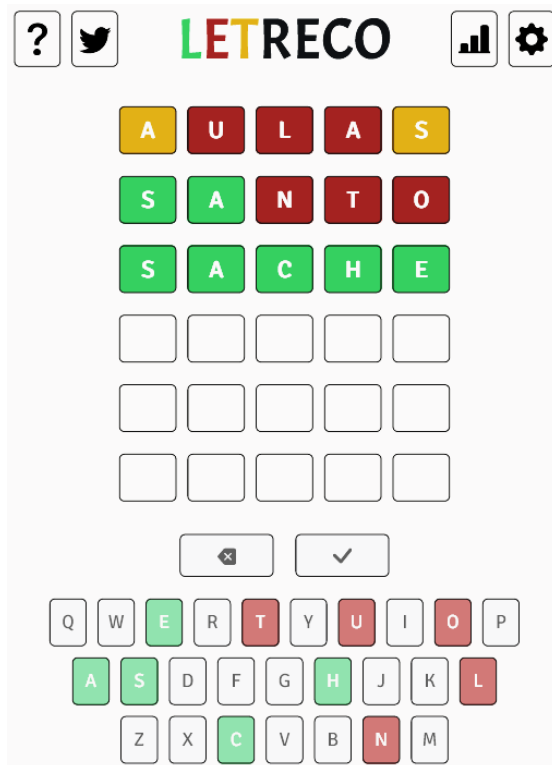 ? LETRECO
A U L A S
S A N T O
S A C H E
Q W E R T Y U I O P
A S D F G H J K L
Z X C V B N M